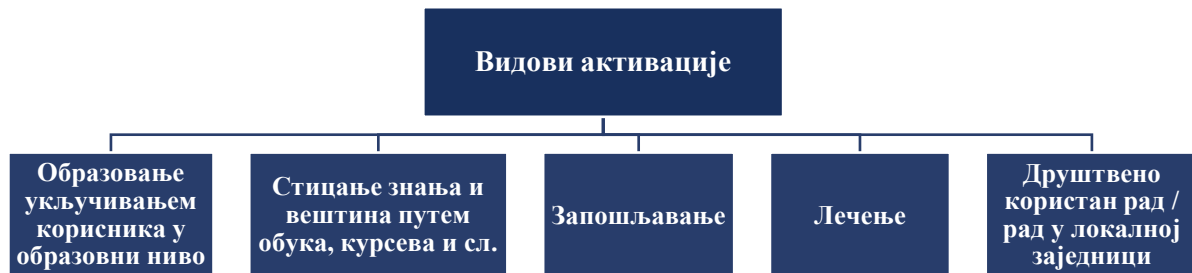 Видови активације
Образовање
укључивањем
корисника у
образовни ниво
Стицање знања и
вештина путем
обука, курсева и сл.
Запошљавање
Лечење
Друштвено
користан рад /
рад у локалној
заједници